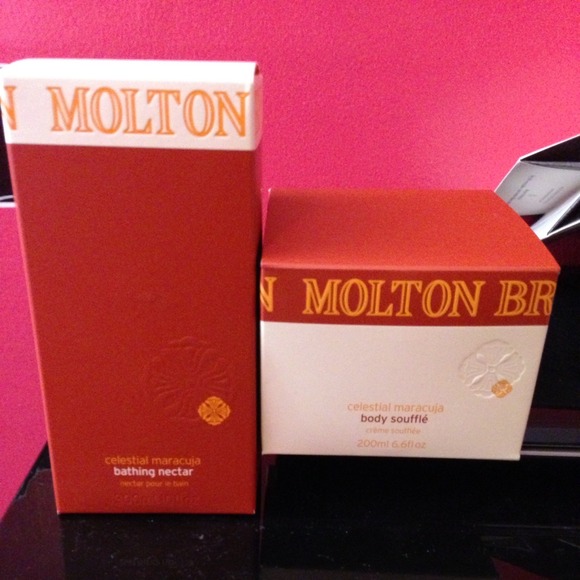 N MOLTON
celestial maracuja
bathing nectar
nectar pour le bain
N MOLTON BR
celestial maracuja
body soufflé
crème soufflée
200ml 6.6fl oz